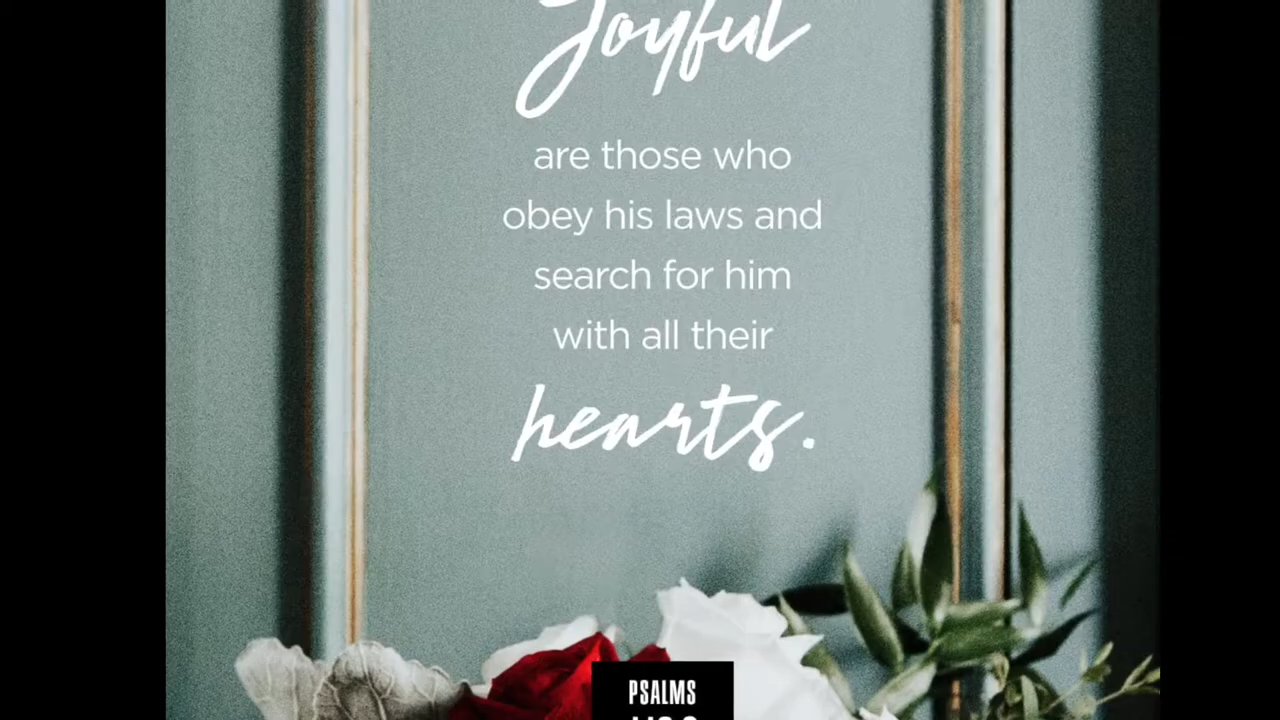 Joyful
are those who
obey his laws and
search for him
with all their
hearts.
PSALMS